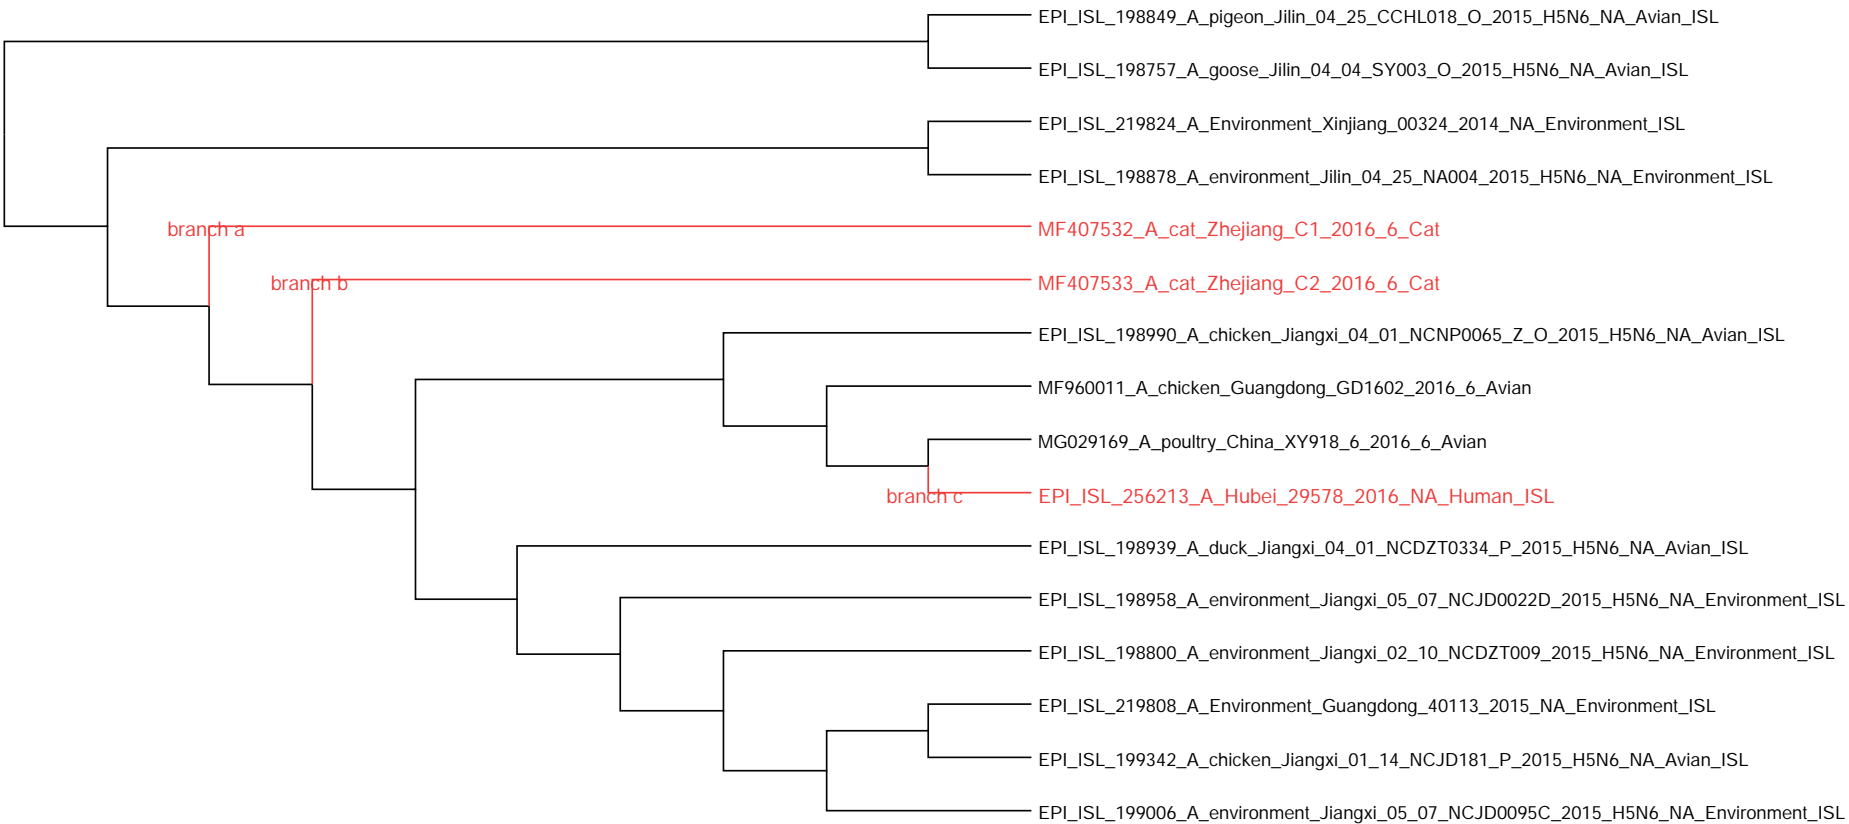 EPI_ISL_198849_A_pigeon_Jilin_04_25_CCHL018_O_2015_H5N6_NA_Avian_ISL
EPI_ISL_198757_A_goose_Jilin_04_04_SY003_O_2015_H5N6_NA_Avian_ISL
EPI_ISL_219824_A_Environment_Xinjiang_00324_2014_NA_Environment_ISL
EPI_ISL_198878_A_environment_Jilin_04_25_NA004_2015_H5N6_NA_Environment_ISL
branch a MF407532_A_cat_Zhejiang_C1_2016_6_Cat
branch b MF407533_A_cat_Zhejiang_C2_2016_6_Cat
EPI_ISL_198990_A_chicken_Jiangxi_04_01_NCNP0065_Z_O_2015_H5N6_NA_Avian_ISL
MF960011_A_chicken_Guangdong_GD1602_2016_6_Avian
MG029169_A_poultry_China_XY918_6_2016_6_Avian
branch c EPI_ISL_256213_A_Hubei_29578_2016_NA_Human_ISL
EPI_ISL_198939_A_duck_Jiangxi_04_01_NCDZT0334_P_2015_H5N6_NA_Avian_ISL
EPI_ISL_198958_A_environment_Jiangxi_05_07_NCJD0022D_2015_H5N6_NA_Environment_ISL
EPI_ISL_198800_A_environment_Jiangxi_02_10_NCDZT009_2015_H5N6_NA_Environment_ISL
EPI_ISL_219808_A_Environment_Guangdong_40113_2015_NA_Environment_ISL
EPI_ISL_199342_A_chicken_Jiangxi_01_14_NCJD181_P_2015_H5N6_NA_Avian_ISL
EPI_ISL_199006_A_environment_Jiangxi_05_07_NCJD0095C_2015_H5N6_NA_Environment_ISL